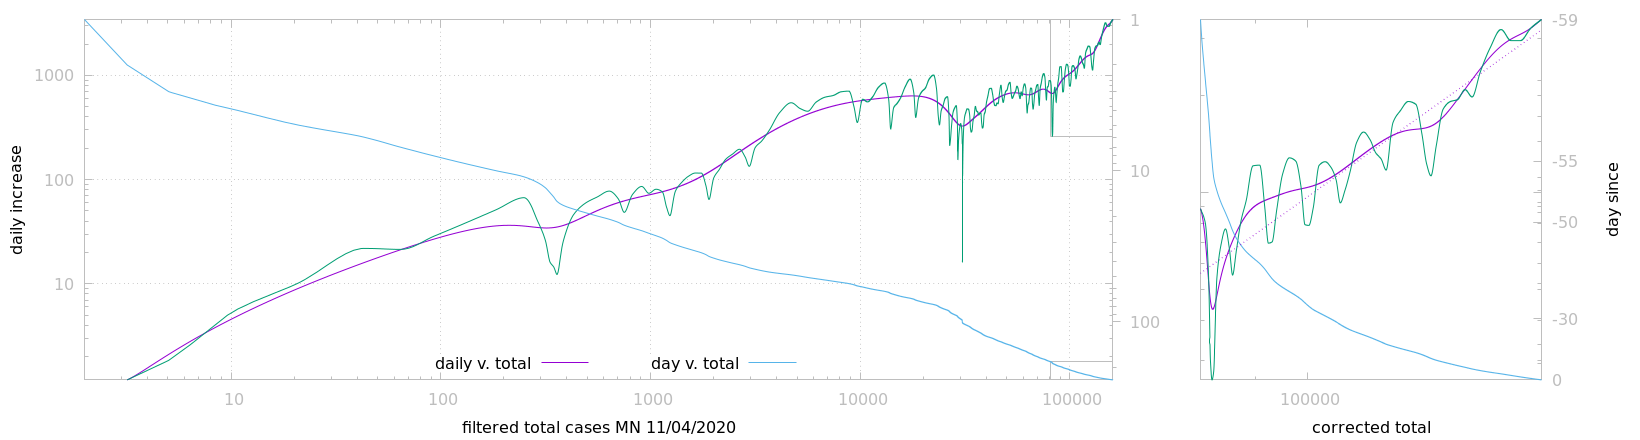 daily increase
1000
100
10
10
100
1000
10000
100000
1
10
100
daily v. total
day v. total
filtered total cases MN 11/04/2020
-59
-55
-50
-30
0
day since
100000
corrected total